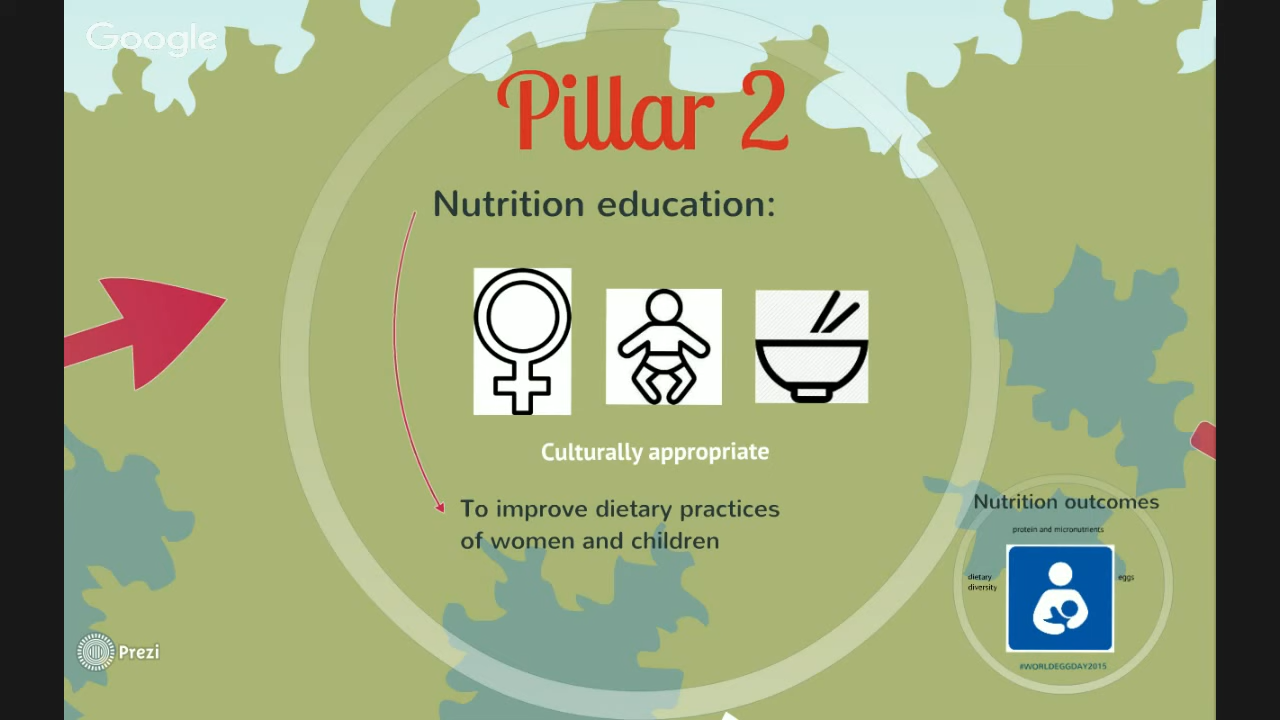 Google
Pillar 2
Nutrition education:
Culturally appropriate
To improve dietary practices
of women and children
Nutrition outcomes
protein and micronutrients
dietary
diversity
eggs
#WORLDEGGDAY2015
Prezi